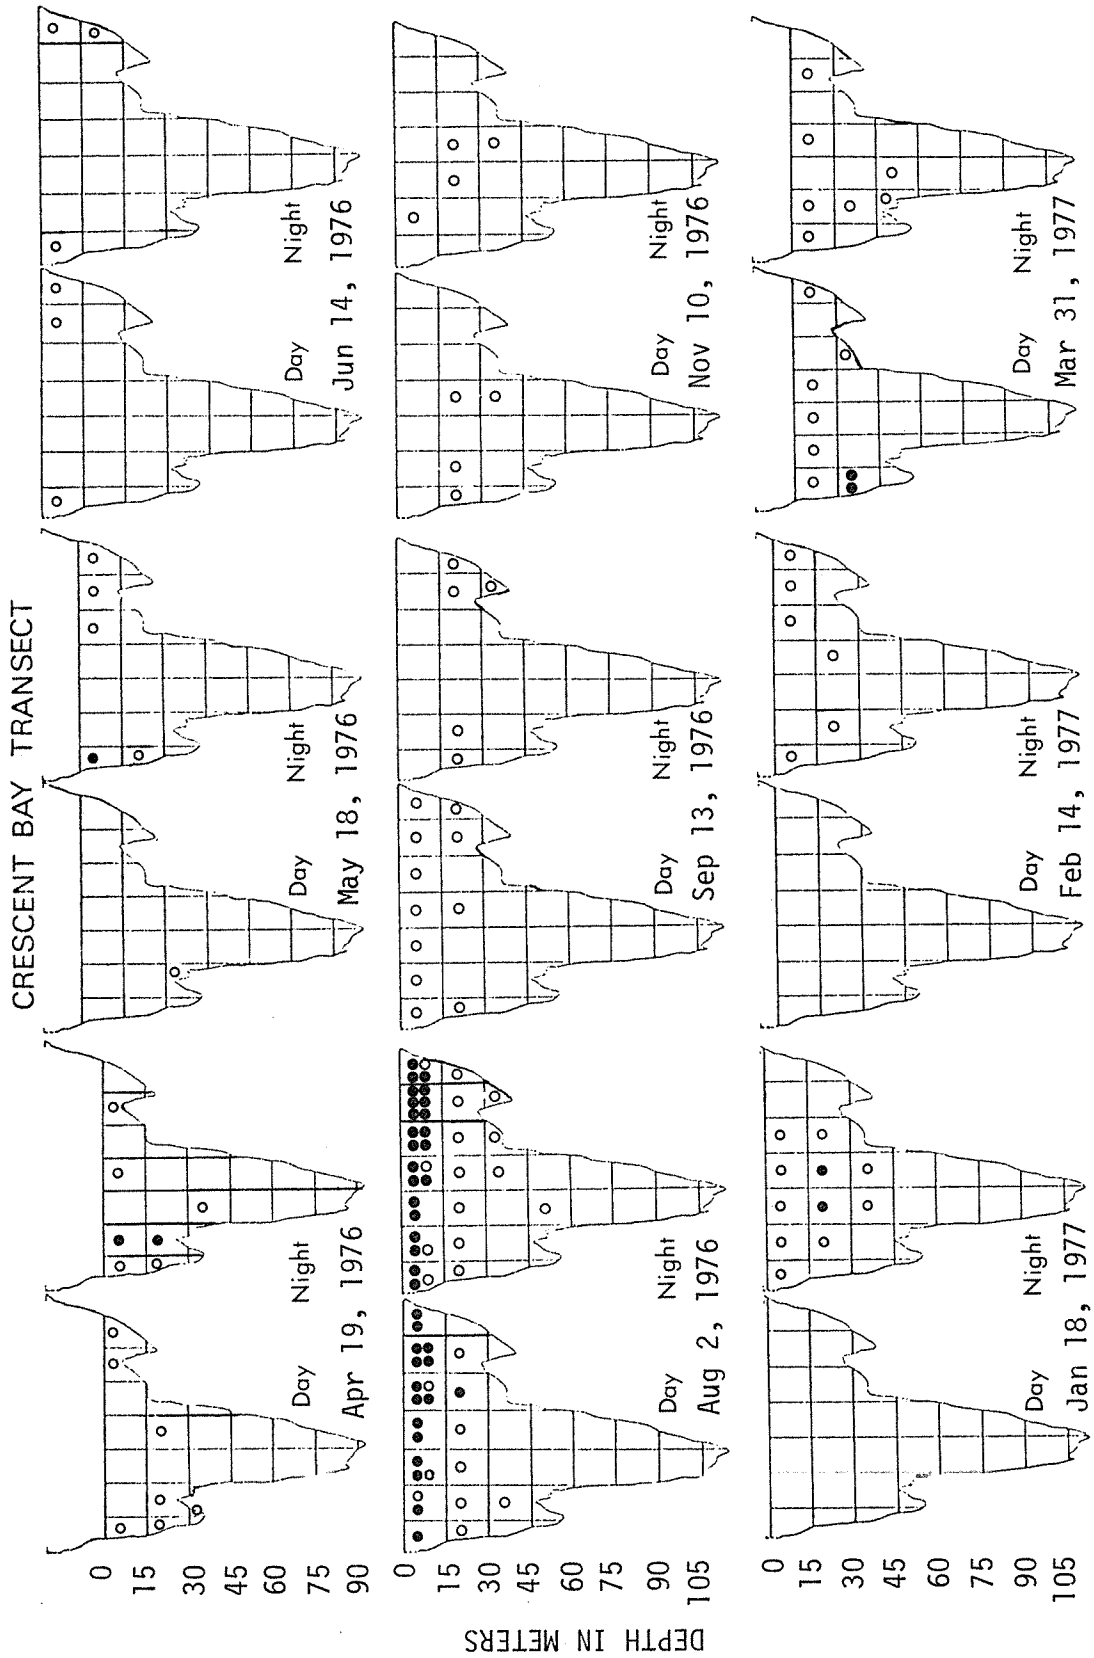 CRESCENT BAY TRANSECT
DEPTH IN METERS
0
15
30
45
60
75
90
Day
Night
Apr 19, 1976
Day
Night
May 18, 1976
Day
Night
Jun 14, 1976
0
15
30
45
60
75
90
105
Day
Night
Aug 2, 1976
Day
Night
Sep 13, 1976
Day
Night
Nov 10, 1976
0
15
30
45
60
75
90
105
Day
Night
Jan 18, 1977
Day
Night
Feb 14, 1977
Day
Night
Mar 31, 1977